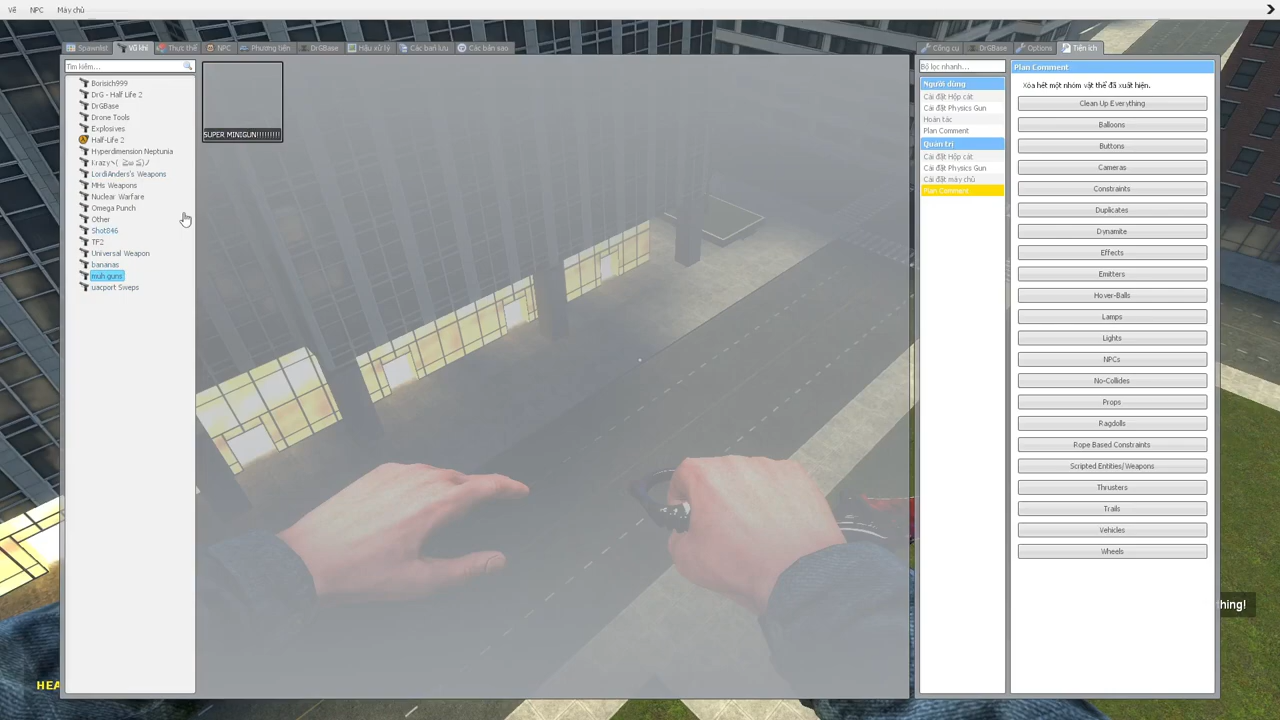 Vẽ NPC Máy chủ
Spawnlist Vũ khí Thực thể NPC Phương tiện DrGBase Hậu xử lý Các bản lưu Các bản sao
Tìm kiếm...
Borisich999
DrG - Half Life 2
DrGBase
Drone Tools
Explosives
Half-Life 2
Hyperdimension Neptunia
LordiAnders's Weapons
MHs Weapons
Nuclear Warfare
Omega Punch
Other
Shot846
TF2
Universal Weapon
bananas
muh guns
uacport Sweps
SUPER MINIGUN!!!!!!!!!
Công cụ DrGBase Options Tiện ích
Bộ lọc nhanh...
Người dùng
Cài đặt Hộp cát
Cài đặt Physics Gun
Hoàn tác
Plan Comment
Quản trị
Cài đặt Hộp cát
Cài đặt Physics Gun
Cài đặt máy chủ
Plan Comment
Plan Comment
Xóa hết một nhóm vật thể đã xuất hiện.
Clean Up Everything
Balloons
Buttons
Cameras
Constraints
Duplicates
Dynamite
Effects
Emitters
Hover-Balls
Lamps
Lights
NPCs
No-Collides
Props
Ragdolls
Rope Based Constraints
Scripted Entities/Weapons
Thrusters
Trails
Vehicles
Wheels
hing!
HEA